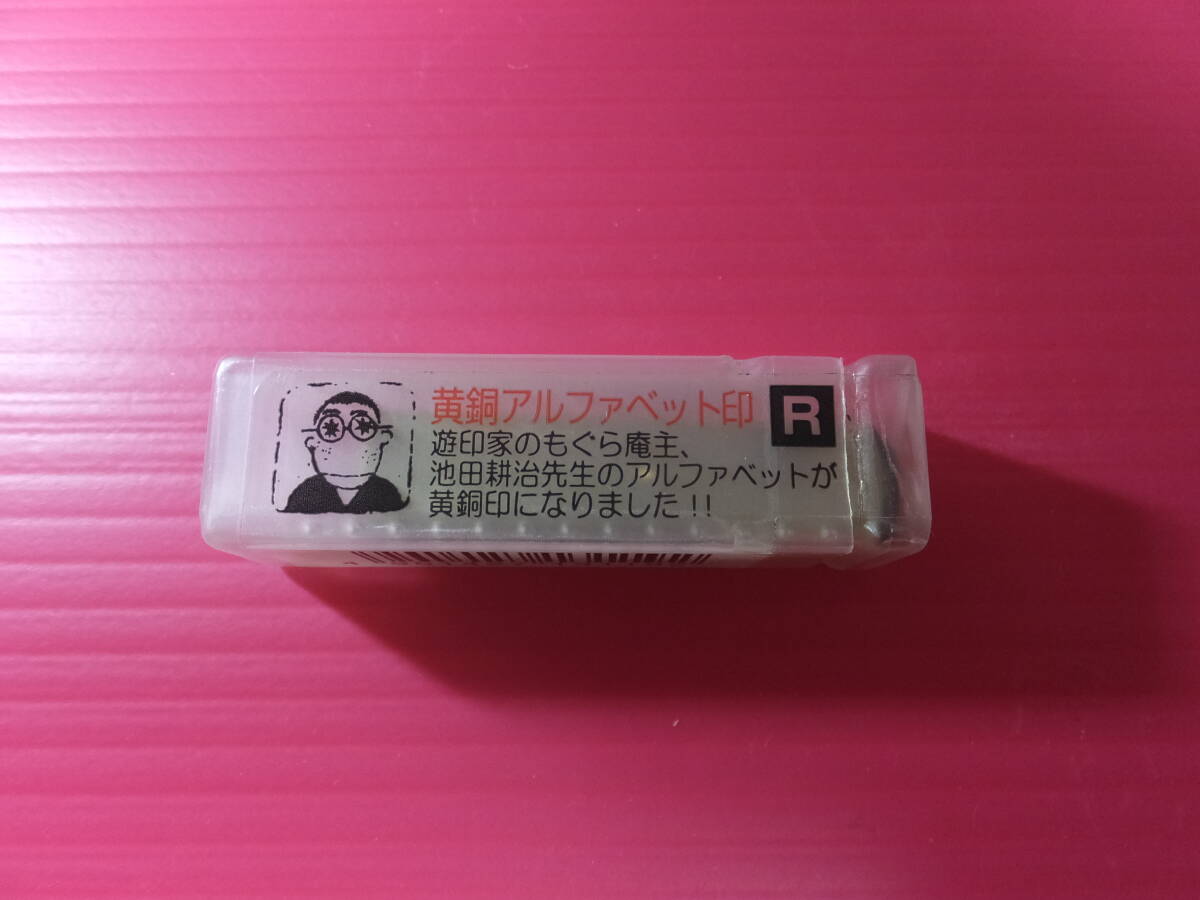 黄銅アルファベット印 R
遊印家のもぐら庵主、
池田耕治先生のアルファベットが
黄銅印になりました!!